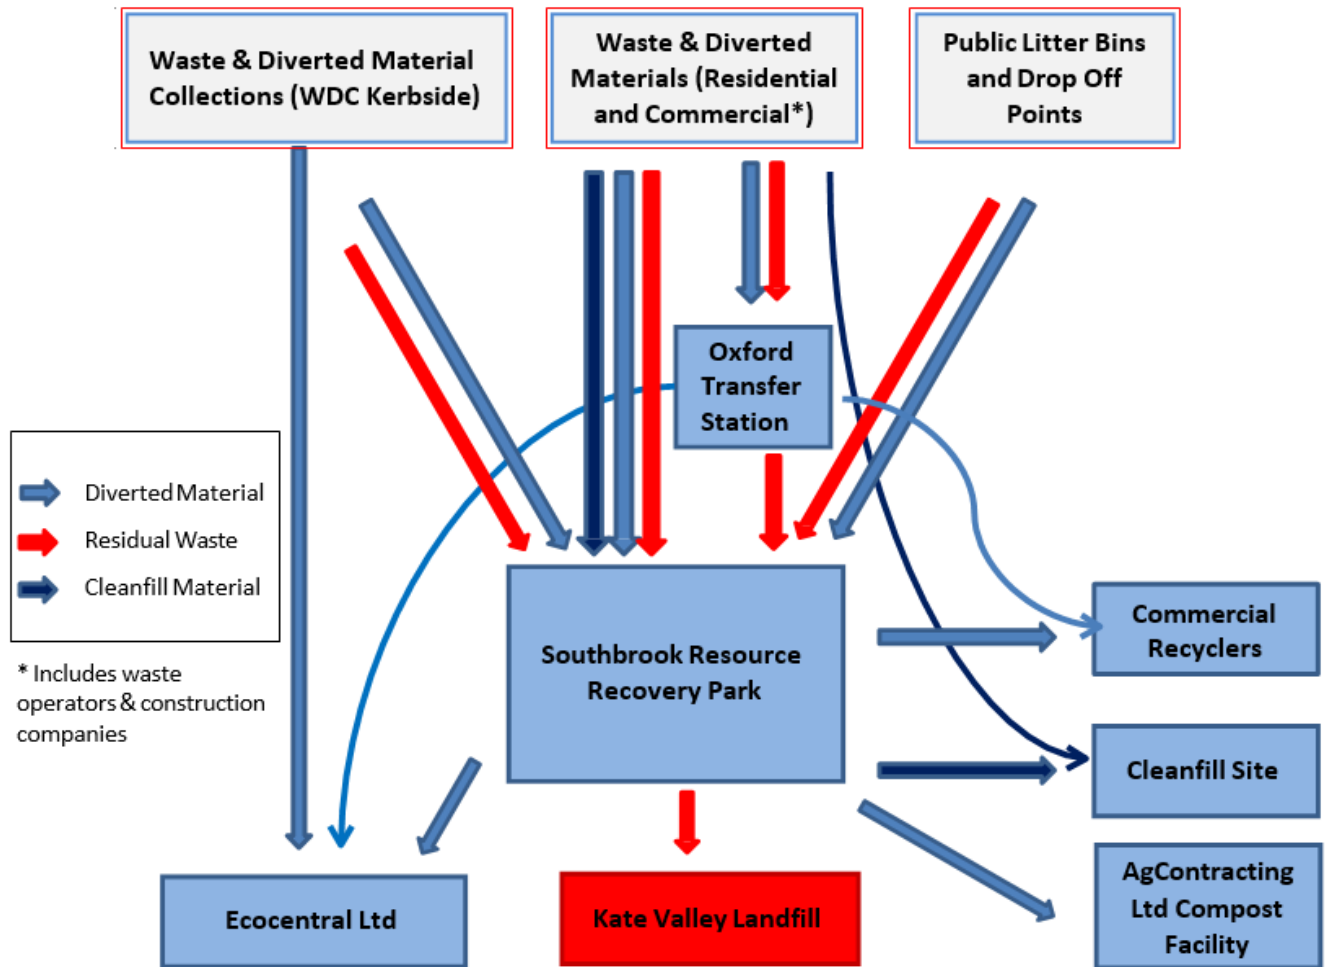 Waste & Diverted Material
Collections (WDC Kerbside)
Waste & Diverted
Materials (Residential
and Commercial*)
Public Litter Bins
and Drop Off
Points
Oxford
Transfer
Station
Diverted Material
Residual Waste
Cleanfill Material
* Includes waste
operators & construction
companies
Southbrook Resource
Recovery Park
Commercial
Recyclers
Cleanfill Site
AgContracting
Ltd Compost
Facility
Ecocentral Ltd
Kate Valley Landfill